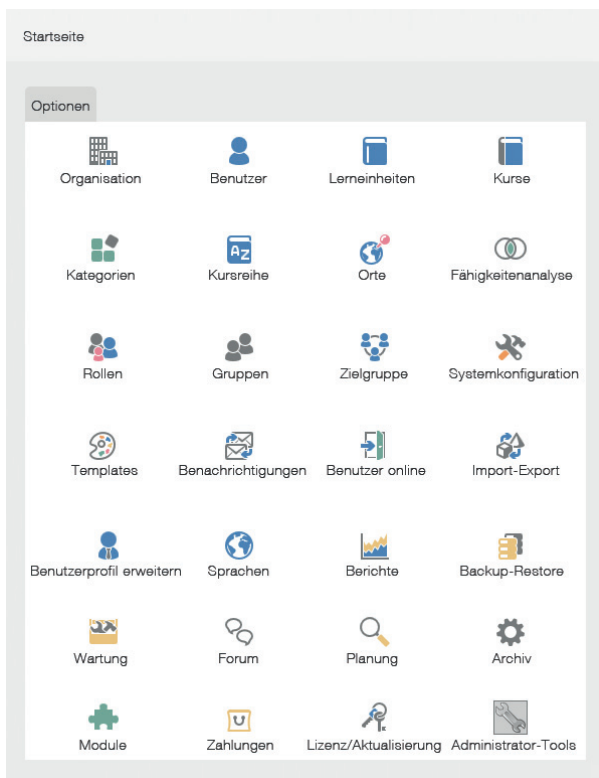 Startseite
Optionen
Organisation Benutzer Lerneinheiten Kurse
AZ
Kategorien Kursreihe Orte Fähigkeitenanalyse
Rollen Gruppen Zielgruppe Systemkonfiguration
Templates Benachrichtigungen Benutzer online Import-Export
Benutzerprofil erweitern Sprachen Berichte Backup-Restore
Wartung Forum Planung Archiv
Module Zahlungen Lizenz/Aktualisierung Administrator-Tools